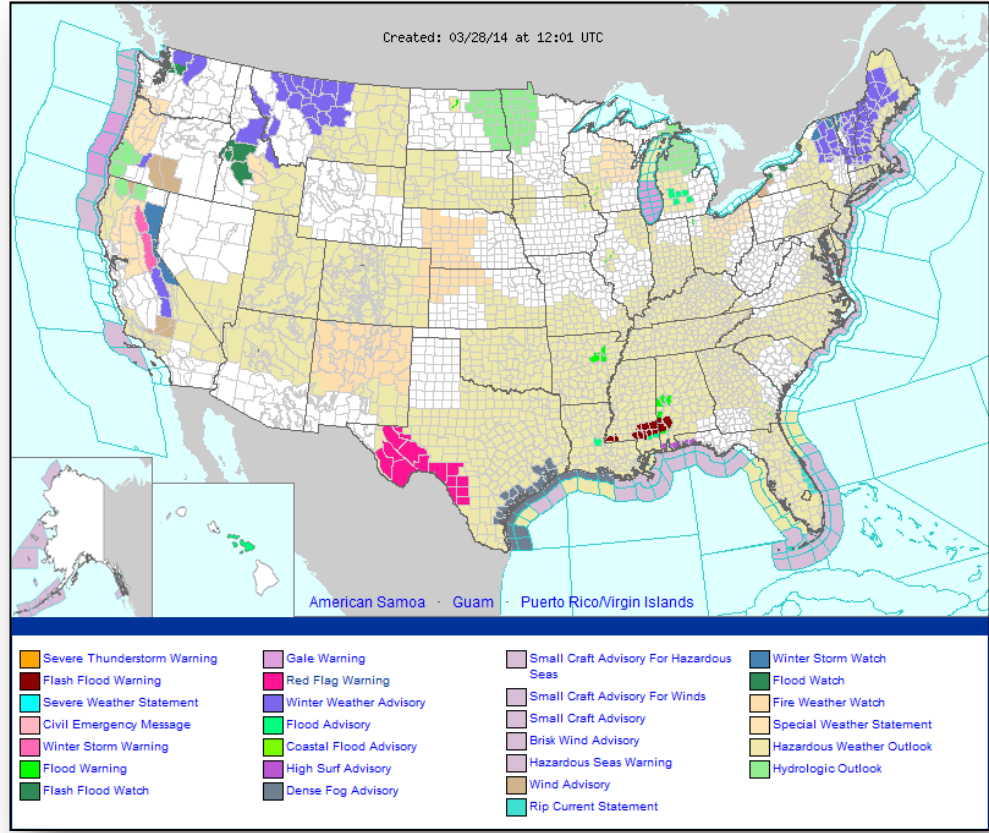 Created: 03/28/14 at 12:01 UTC
American Samoa · Guam · Puerto Rico/Virgin Islands
Severe Thunderstorm Warning
Flash Flood Warning
Severe Weather Statement
Civil Emergency Message
Winter Storm Warning
Flood Warning
Flash Flood Watch
Gale Warning
Red Flag Warning
Winter Weather Advisory
Flood Advisory
Coastal Flood Advisory
High Surf Advisory
Dense Fog Advisory
Small Craft Advisory For Hazardous
Seas
Small Craft Advisory For Winds
Small Craft Advisory
Brisk Wind Advisory
Hazardous Seas Warning
Wind Advisory
Rip Current Statement
Winter Storm Watch
Flood Watch
Fire Weather Watch
Special Weather Statement
Hazardous Weather Outlook
Hydrologic Outlook